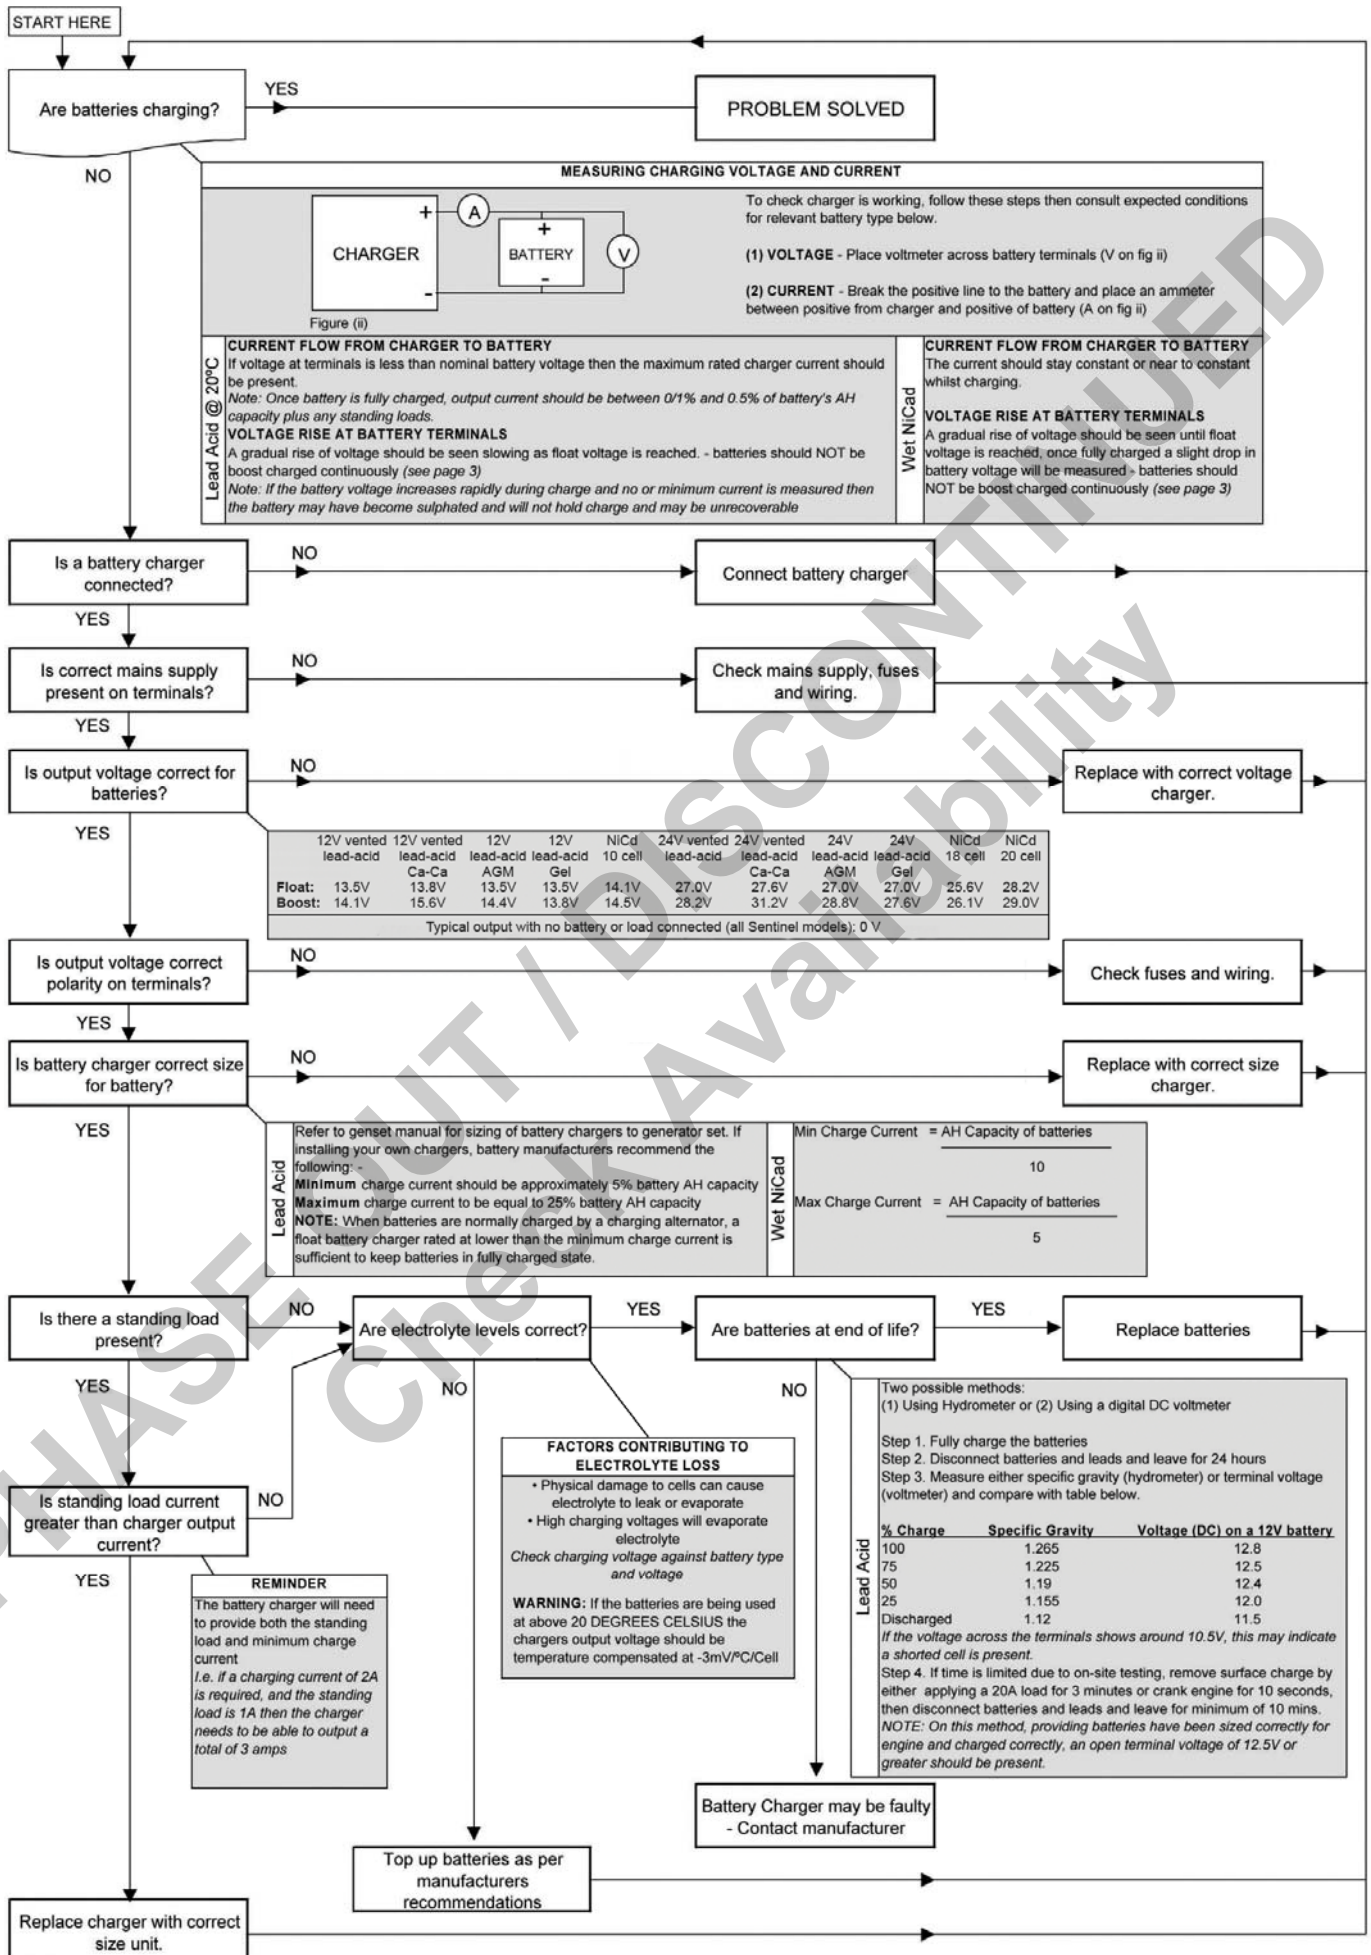 START HERE
Are batteries charging?
YES
PROBLEM SOLVED
NO
MEASURING CHARGING VOLTAGE AND CURRENT
CHARGER
+
-
A
+
BATTERY
-
V
Figure (ii)
To check charger is working, follow these steps then consult expected conditions
for relevant battery type below.
(1) VOLTAGE - Place voltmeter across battery terminals (V on fig ii)
(2) CURRENT - Break the positive line to the battery and place an ammeter
between positive from charger and positive of battery (A on fig ii)
Lead Acid @ 20ºC
CURRENT FLOW FROM CHARGER TO BATTERY
If voltage at terminals is less than nominal battery voltage then the maximum rated charger current should
be present.
Note: Once battery is fully charged, output current should be between 0/1% and 0.5% of battery's AH
capacity plus any standing loads.
VOLTAGE RISE AT BATTERY TERMINALS
A gradual rise of voltage should be seen slowing as float voltage is reached. - batteries should NOT be
boost charged continuously (see page 3)
Note: If the battery voltage increases rapidly during charge and no or minimum current is measured then
the battery may have become sulphated and will not hold charge and may be unrecoverable
Wet NiCad
CURRENT FLOW FROM CHARGER TO BATTERY
The current should stay constant or near to constant
whilst charging.
VOLTAGE RISE AT BATTERY TERMINALS
A gradual rise of voltage should be seen until float
voltage is reached, once fully charged a slight drop in
battery voltage will be measured - batteries should
NOT be boost charged continuously (see page 3)
Is a battery charger
connected?
NO
Connect battery charger
YES
Is correct mains supply
present on terminals?
NO
Check mains supply, fuses
and wiring.
YES
Is output voltage correct for
batteries?
NO
Replace with correct voltage
charger.
YES
12V vented 12V vented 12V 12V NiCd 24V vented 24V vented 24V 24V NiCd NiCd
lead-acid lead-acid lead-acid lead-acid 10 cell lead-acid lead-acid lead-acid lead-acid 18 cell 20 cell
Ca-Ca AGM Gel Ca-Ca AGM Gel
Float: 13.5V 13.8V 13.5V 13.5V 14.1V 27.0V 27.6V 27.0V 27.0V 25.6V 28.2V
Boost: 14.1V 15.6V 14.4V 13.8V 14.5V 28.2V 31.2V 28.8V 27.6V 26.1V 29.0V
Typical output with no battery or load connected (all Sentinel models): 0 V
Is output voltage correct
polarity on terminals?
NO
Check fuses and wiring.
YES
Is battery charger correct size
for battery?
NO
Replace with correct size
charger.
YES
Lead Acid
Refer to genset manual for sizing of battery chargers to generator set. If
installing your own chargers, battery manufacturers recommend the
following: -
Minimum charge current should be approximately 5% battery AH capacity
Maximum charge current to be equal to 25% battery AH capacity
NOTE: When batteries are normally charged by a charging alternator, a
float battery charger rated at lower than the minimum charge current is
sufficient to keep batteries in fully charged state.
Wet NiCad
Min Charge Current = AH Capacity of batteries
10
Max Charge Current = AH Capacity of batteries
5
Is there a standing load
present?
NO
Are electrolyte levels correct?
YES
Are batteries at end of life?
YES
Replace batteries
YES
NO
NO
FACTORS CONTRIBUTING TO
ELECTROLYTE LOSS
• Physical damage to cells can cause
electrolyte to leak or evaporate
• High charging voltages will evaporate
electrolyte
Check charging voltage against battery type
and voltage
WARNING: If the batteries are being used
at above 20 DEGREES CELSIUS the
chargers output voltage should be
temperature compensated at -3mV/ºC/Cell
Lead Acid
Two possible methods:
(1) Using Hydrometer or (2) Using a digital DC voltmeter
Step 1. Fully charge the batteries
Step 2. Disconnect batteries and leads and leave for 24 hours
Step 3. Measure either specific gravity (hydrometer) or terminal voltage
(voltmeter) and compare with table below.
% Charge Specific Gravity Voltage (DC) on a 12V battery
100 1.265 12.8
75 1.225 12.5
50 1.19 12.4
25 1.155 12.0
Discharged 1.12 11.5
If the voltage across the terminals shows around 10.5V, this may indicate
a shorted cell is present.
Step 4. If time is limited due to on-site testing, remove surface charge by
either applying a 20A load for 3 minutes or crank engine for 10 seconds,
then disconnect batteries and leads and leave for minimum of 10 mins.
NOTE: On this method, providing batteries have been sized correctly for
engine and charged correctly, an open terminal voltage of 12.5V or
greater should be present.
Is standing load current
greater than charger output
current?
NO
YES
REMINDER
The battery charger will need
to provide both the standing
load and minimum charge
current
I.e. if a charging current of 2A
is required, and the standing
load is 1A then the charger
needs to be able to output a
total of 3 amps
Battery Charger may be faulty
- Contact manufacturer
Top up batteries as per
manufacturers
recommendations
Replace charger with correct
size unit.
PHASE OUT / DISCONTINUED
Check Availability